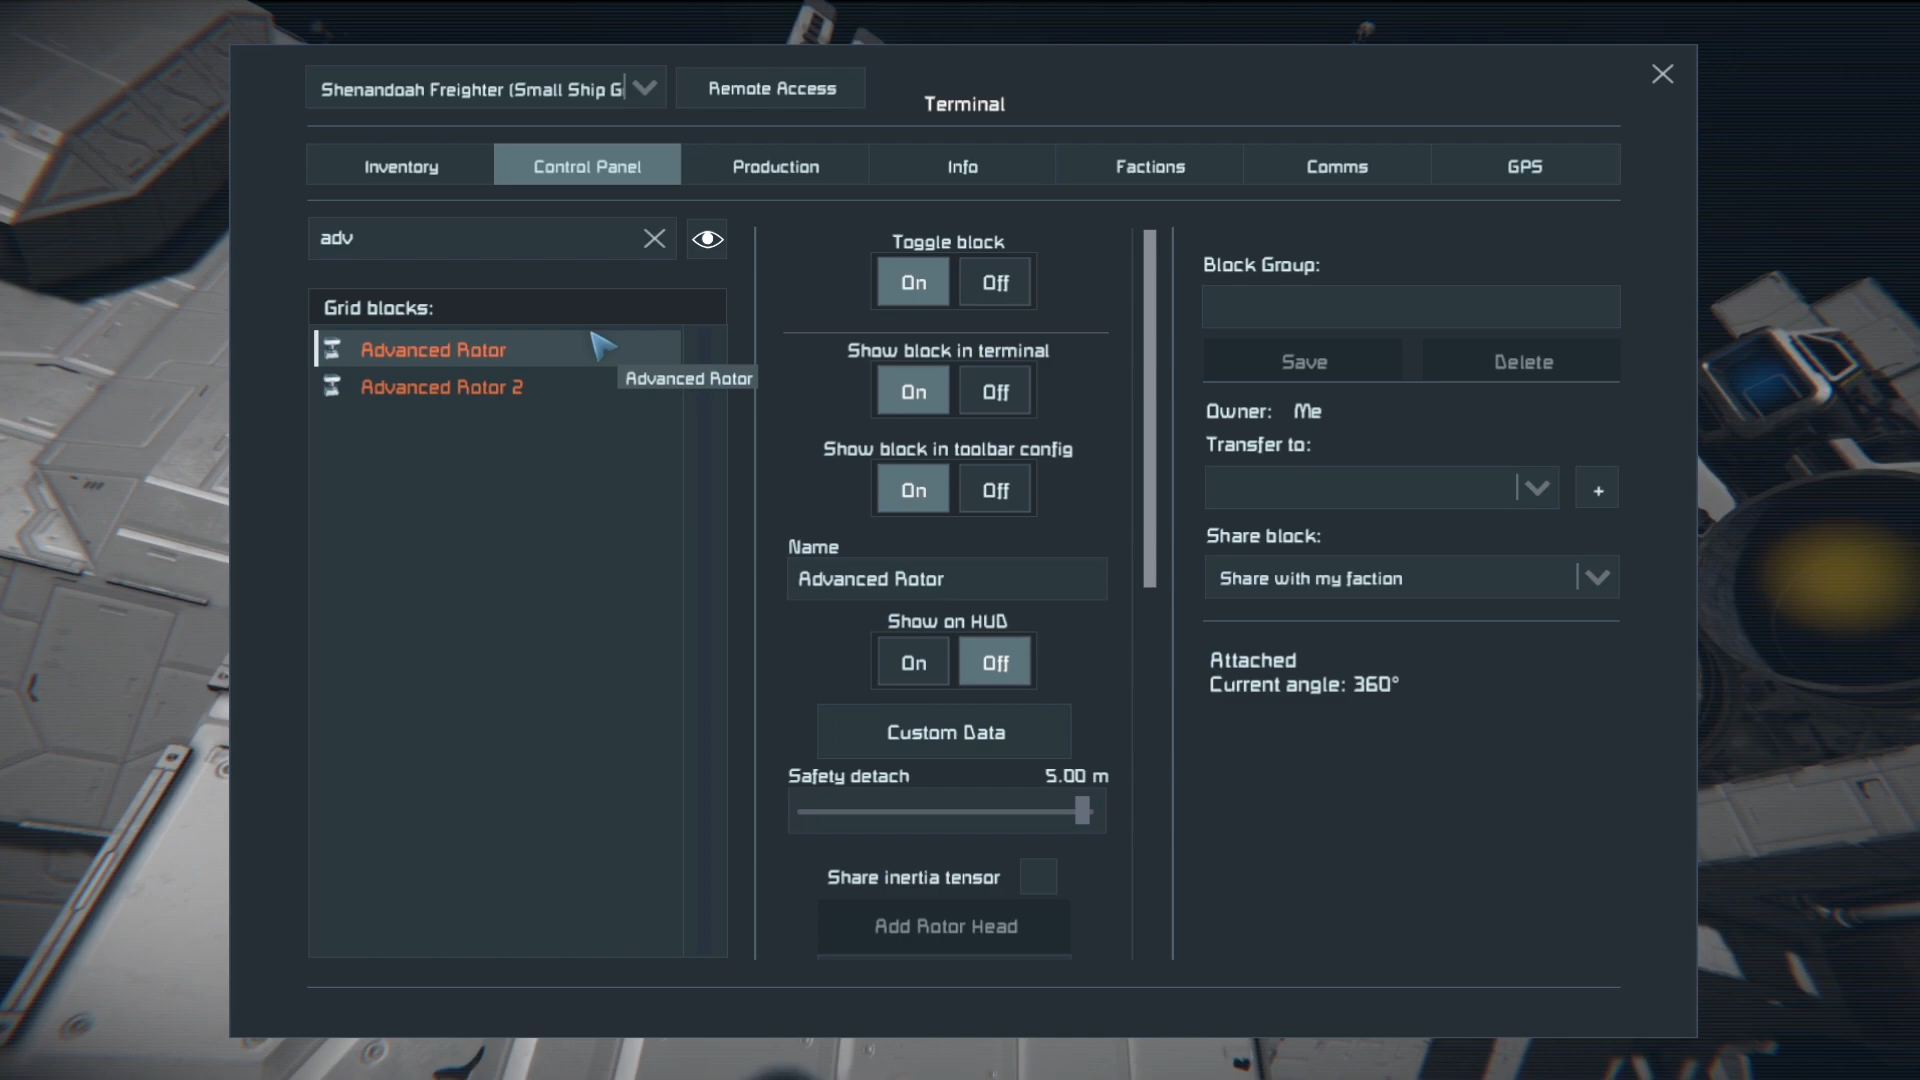 Shenandoah Freighter (Small Ship G
Remote Access
Terminal
Inventory
Control Panel
Production
Info
Factions
Comms
GPS
adv
Grid blocks:
Advanced Rotor
Advanced Rotor 2
Advanced Rotor
Toggle block
On
Off
Show block in terminal
On
Off
Show block in toolbar config
On
Off
Name
Advanced Rotor
Show on HUD
On
Off
Custom Data
Safety detach
5.00 m
Share inertia tensor
Add Rotor Head
Block Group:
Save
Delete
Owner: Me
Transfer to:
+
Share block:
Share with my faction
Attached
Current angle: 360°